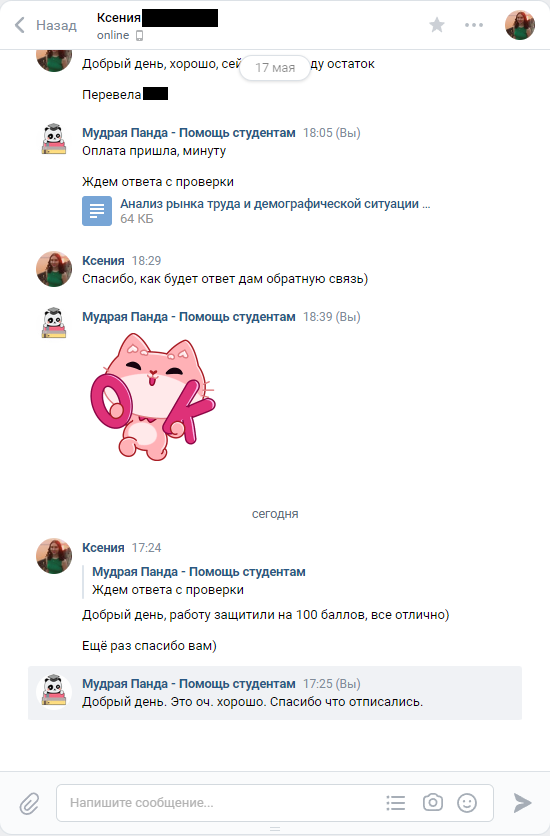 Назад
Ксения
online
17 мая
Добрый день, хорошо, сей ду остаток
Перевела
Мудрая Панда - Помощь студентам 18:05 (Вы)
Оплата пришла, минуту
Ждем ответа с проверки
Анализ рынка труда и демографической ситуации ...
64 КБ
Ксения 18:29
Спасибо, как будет ответ дам обратную связь)
Мудрая Панда - Помощь студентам 18:39 (Вы)
OK
сегодня
Ксения 17:24
Мудрая Панда - Помощь студентам
Ждем ответа с проверки
Добрый день, работу защитили на 100 баллов, все отлично)
Ещё раз спасибо вам)
Мудрая Панда - Помощь студентам 17:25 (Вы)
Добрый день. Это оч. хорошо. Спасибо что отписались.
Напишите сообщение...